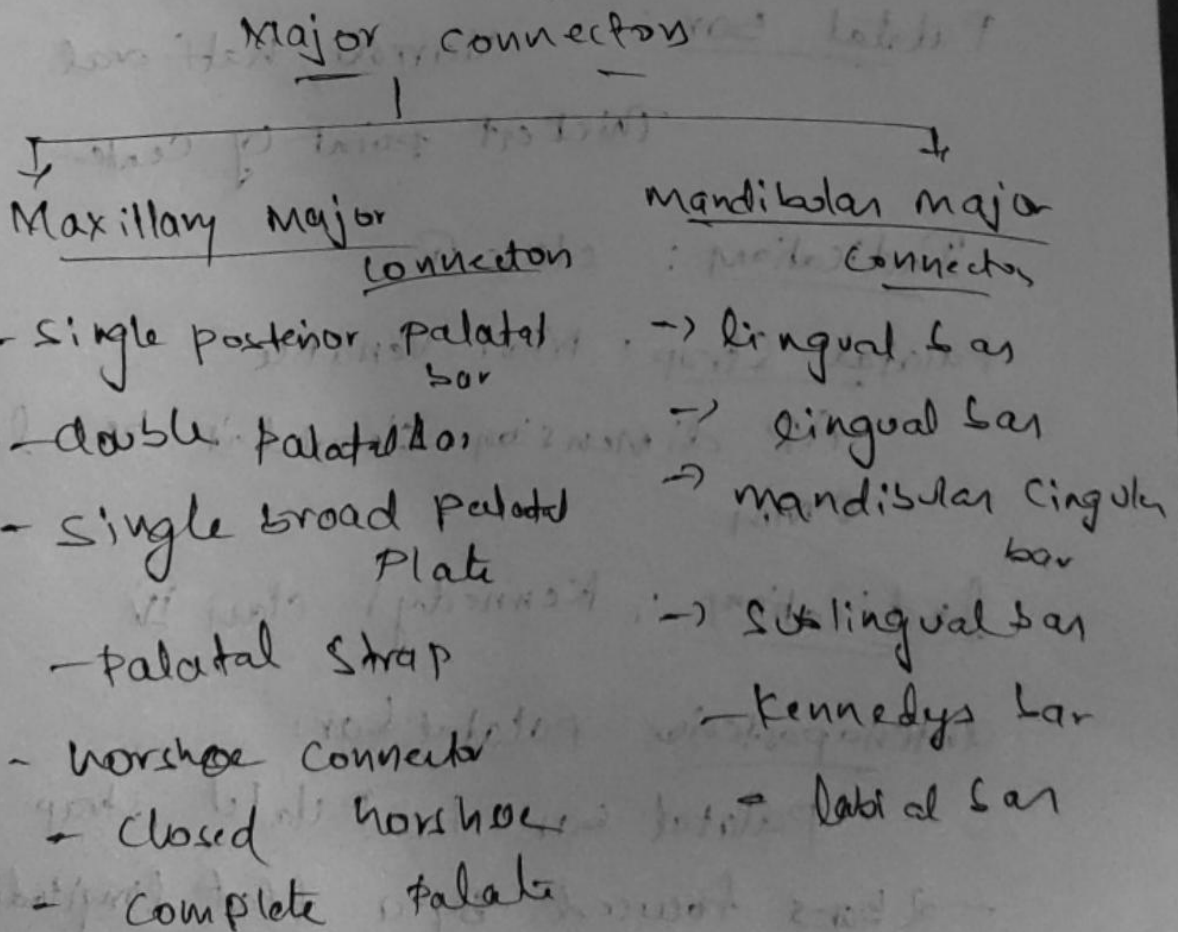 Major connectors
Maxillary Major
connector
- Single posterior palatal
bar
- double palatal bar
- Single broad palatal
Plate
- Palatal Strap
- horshoe connector
- Closed horshoe
- Complete Palate
Mandibular major
Connector
-> lingual bar
-> lingual bar
-> mandibular Cingulum
bar
-> Sublingual bar
- Kennedys bar
- labial bar